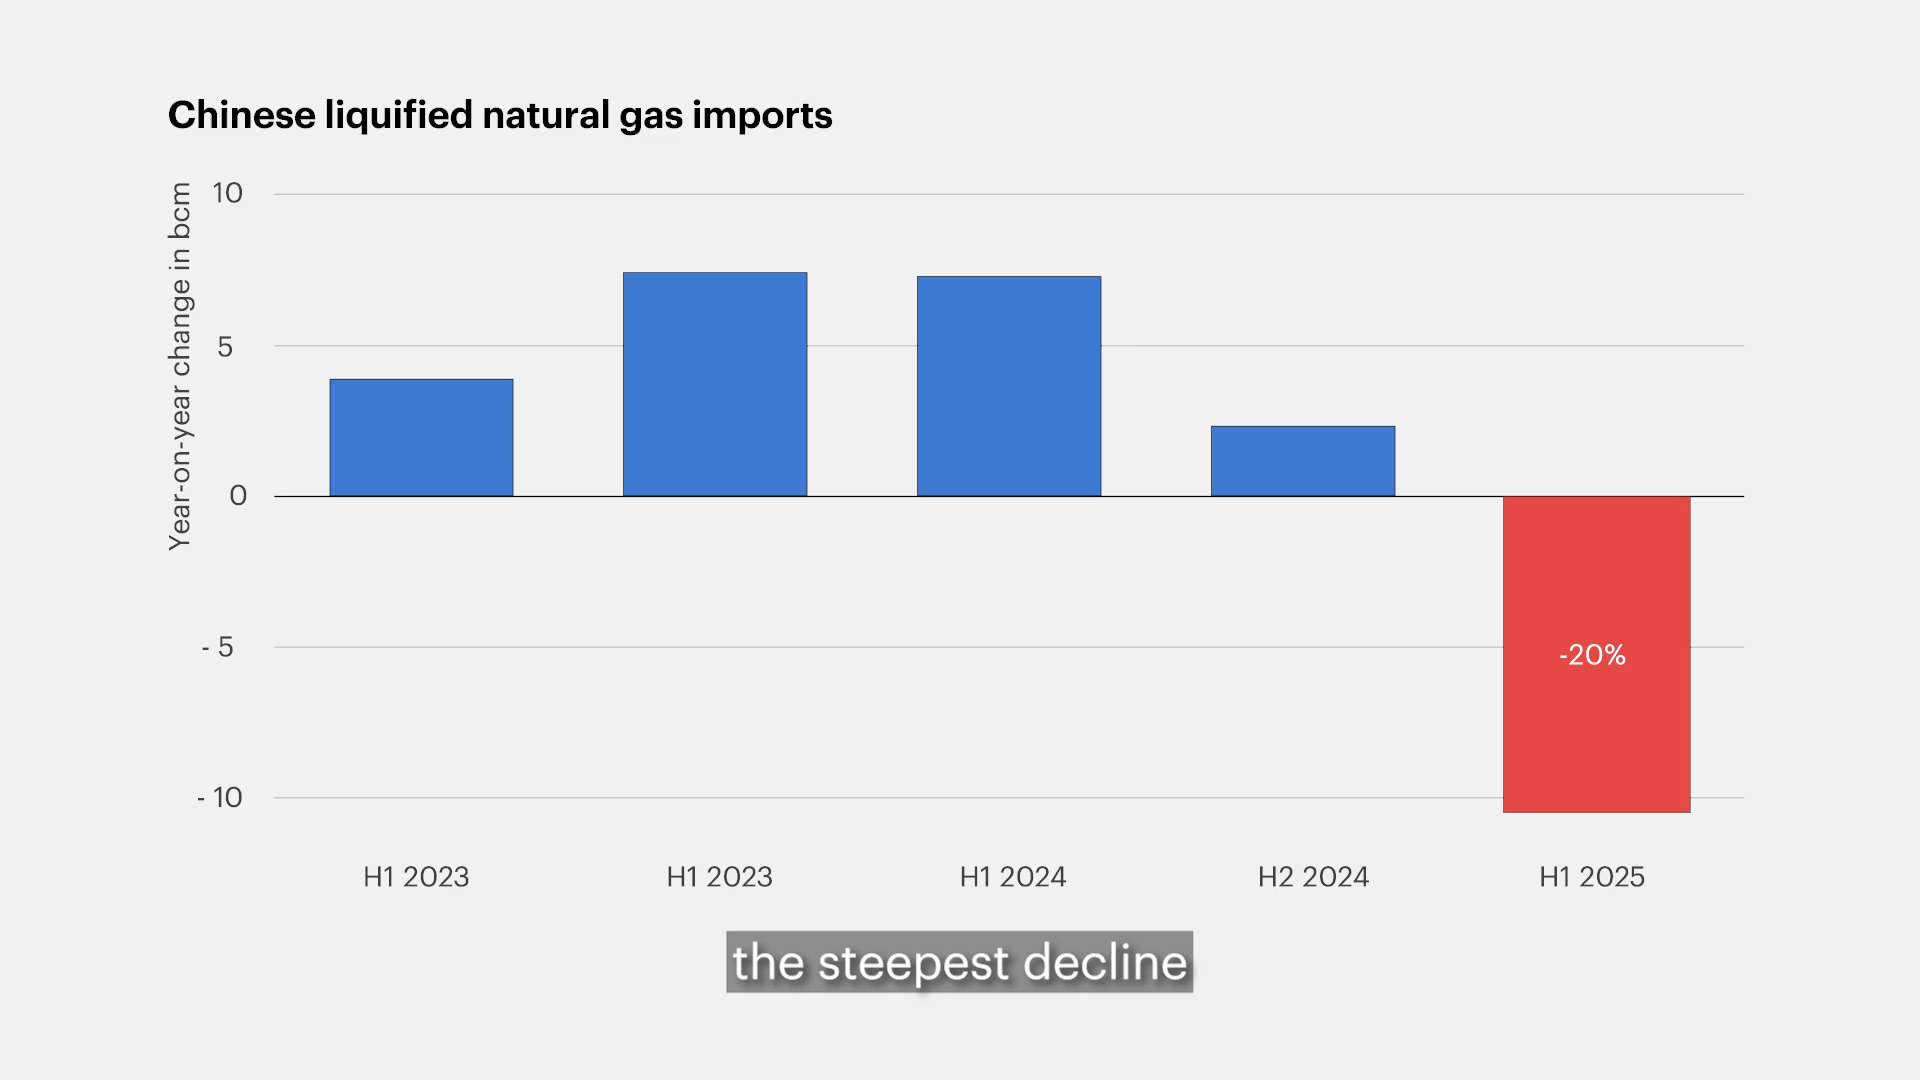 Chinese liquified natural gas imports
Year-on-year change in bcm
10
5
0
- 5
- 10
-20%
H1 2023
H1 2023
H1 2024
H2 2024
H1 2025
the steepest decline